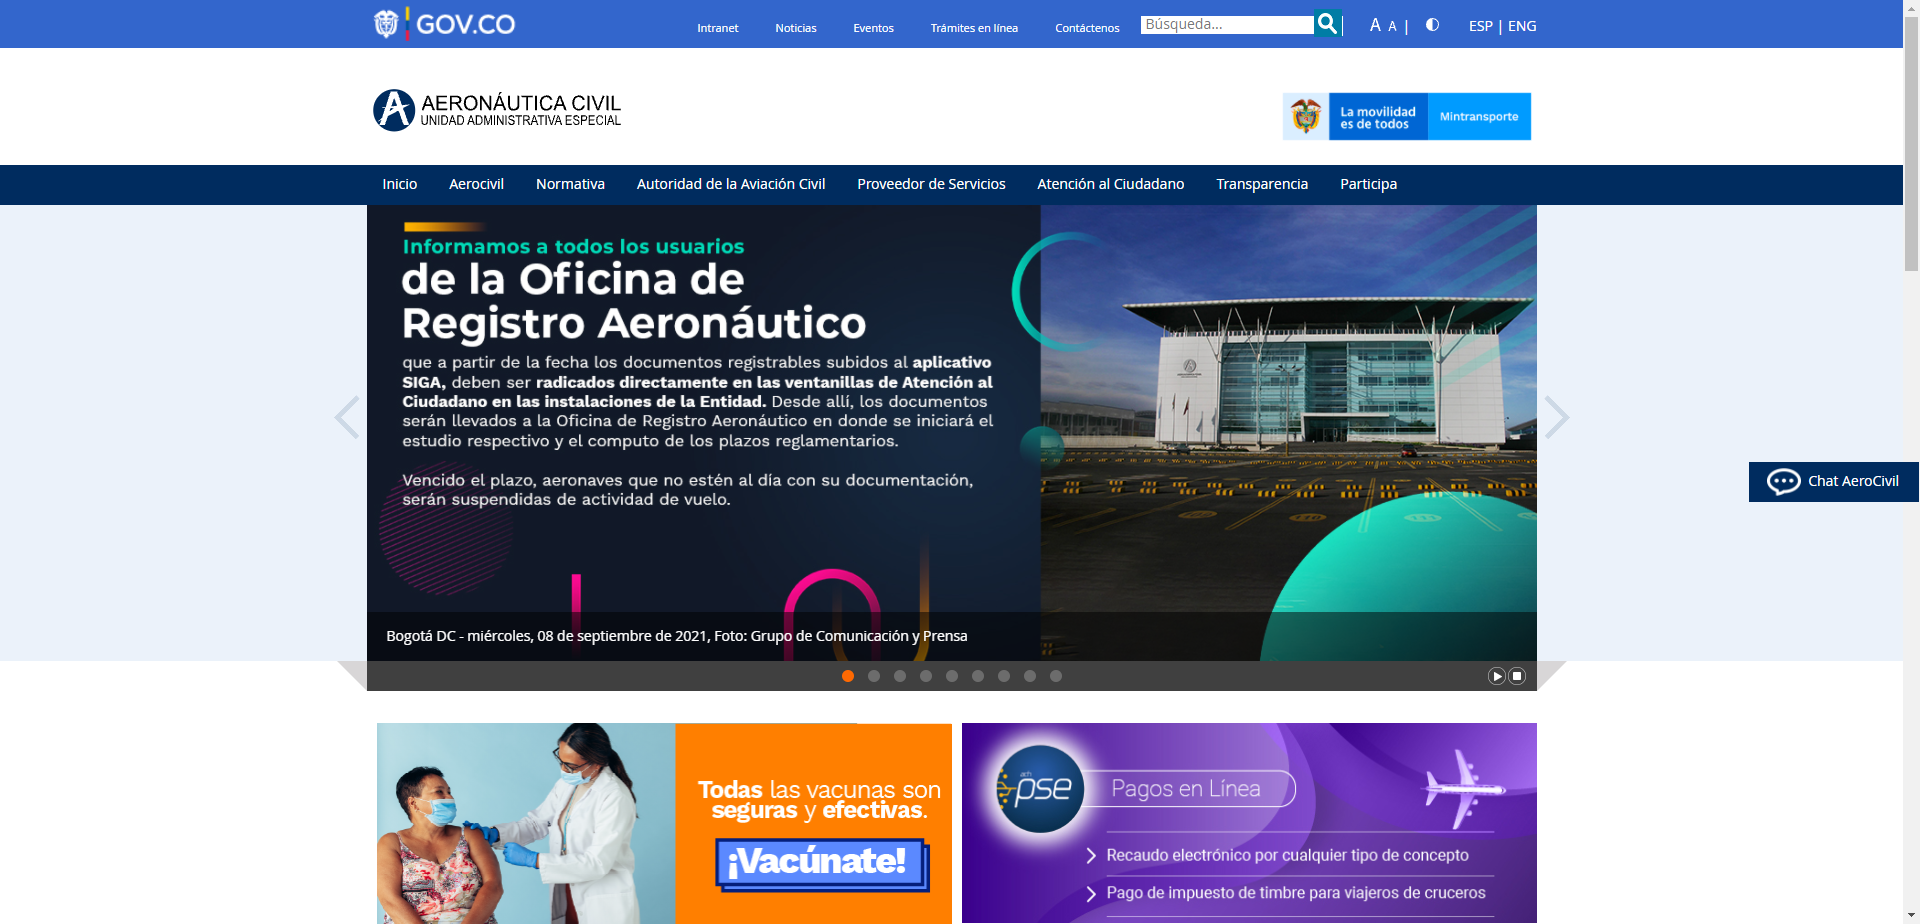 GOV.CO
Intranet
Noticias
Eventos
Trámites en línea
Contáctenos
Búsqueda...
A A |
ESP | ENG
AERONÁUTICA CIVIL
UNIDAD ADMINISTRATIVA ESPECIAL
La movilidad
es de todos
Mintransporte
Inicio
Aerocivil
Normativa
Autoridad de la Aviación Civil
Proveedor de Servicios
Atención al Ciudadano
Transparencia
Participa
Informamos a todos los usuarios
de la Oficina de
Registro Aeronáutico
que a partir de la fecha los documentos registrables subidos al aplicativo
SIGA, deben ser radicados directamente en las ventanillas de Atención al
Ciudadano en las instalaciones de la Entidad. Desde allí, los documentos
serán llevados a la Oficina de Registro Aeronáutico en donde se iniciará el
estudio respectivo y el computo de los plazos reglamentarios.
Vencido el plazo, aeronaves que no estén al día con su documentación,
serán suspendidas de actividad de vuelo.
Chat AeroCivil
Bogotá DC - miércoles, 08 de septiembre de 2021, Foto: Grupo de Comunicación y Prensa
Todas las vacunas son
seguras y efectivas.
¡Vacúnate!
ach
pse
Pagos en Línea
Recaudo electrónico por cualquier tipo de concepto
Pago de impuesto de timbre para viajeros de cruceros